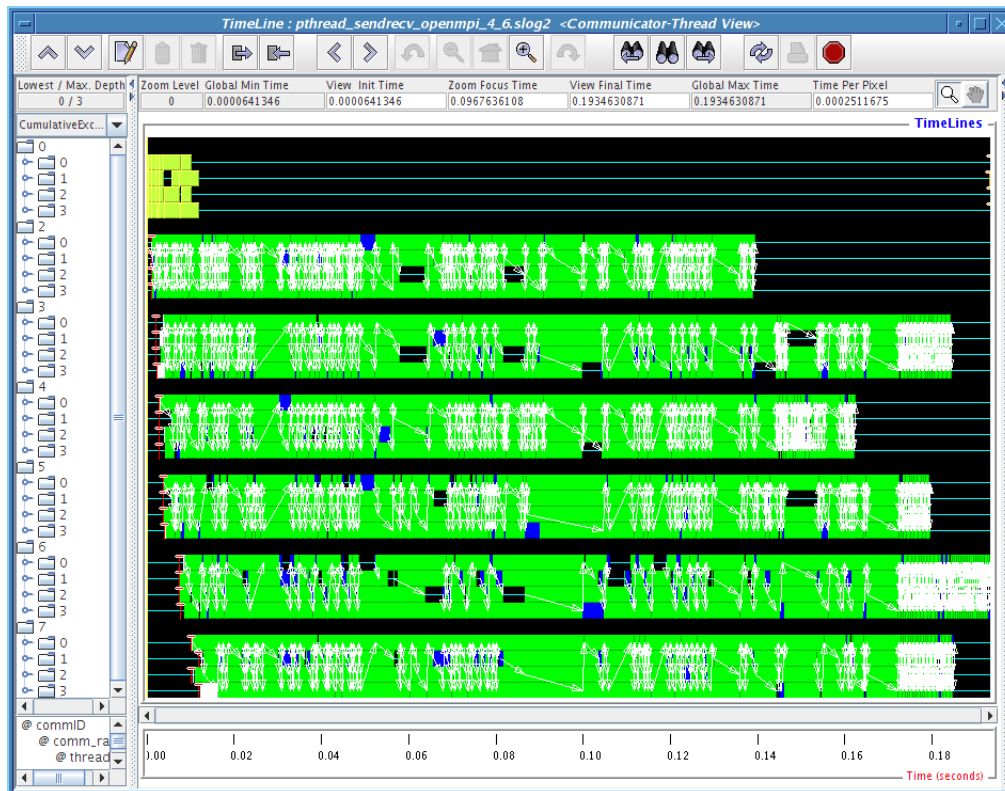 TimeLine : pthread_sendrecv_openmpi_4_6.slog2 <Communicator-Thread View>
Lowest / Max. Depth
0 / 3
Zoom Level Global Min Time View Init Time Zoom Focus Time View Final Time Global Max Time Time Per Pixel
0 0.0000641346 0.0000641346 0.0967636108 0.1934630871 0.1934630871 0.0002511675
CumulativeExc...
TimeLines
0
0
1
2
3
2
0
1
2
3
3
0
1
2
3
4
0
1
2
3
5
0
1
2
3
6
0
1
2
3
7
0
1
2
3
@ commID
@ comm_ra
@ thread
).00 0.02 0.04 0.06 0.08 0.10 0.12 0.14 0.16 0.18
Time (seconds)